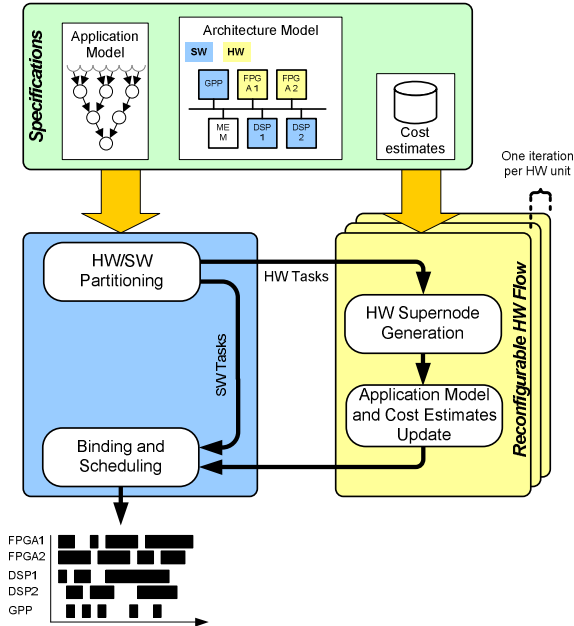 Specifications
Application
Model
Architecture Model
SW
HW
GPP
FPG
A 1
FPG
A 2
ME
M
DSP
1
DSP
2
Cost
estimates
One iteration
per HW unit
HW/SW
Partitioning
HW Tasks
SW Tasks
HW Supernode
Generation
Application Model
and Cost Estimates
Update
Reconfigurable HW Flow
Binding and
Scheduling
FPGA1
FPGA2
DSP1
DSP2
GPP